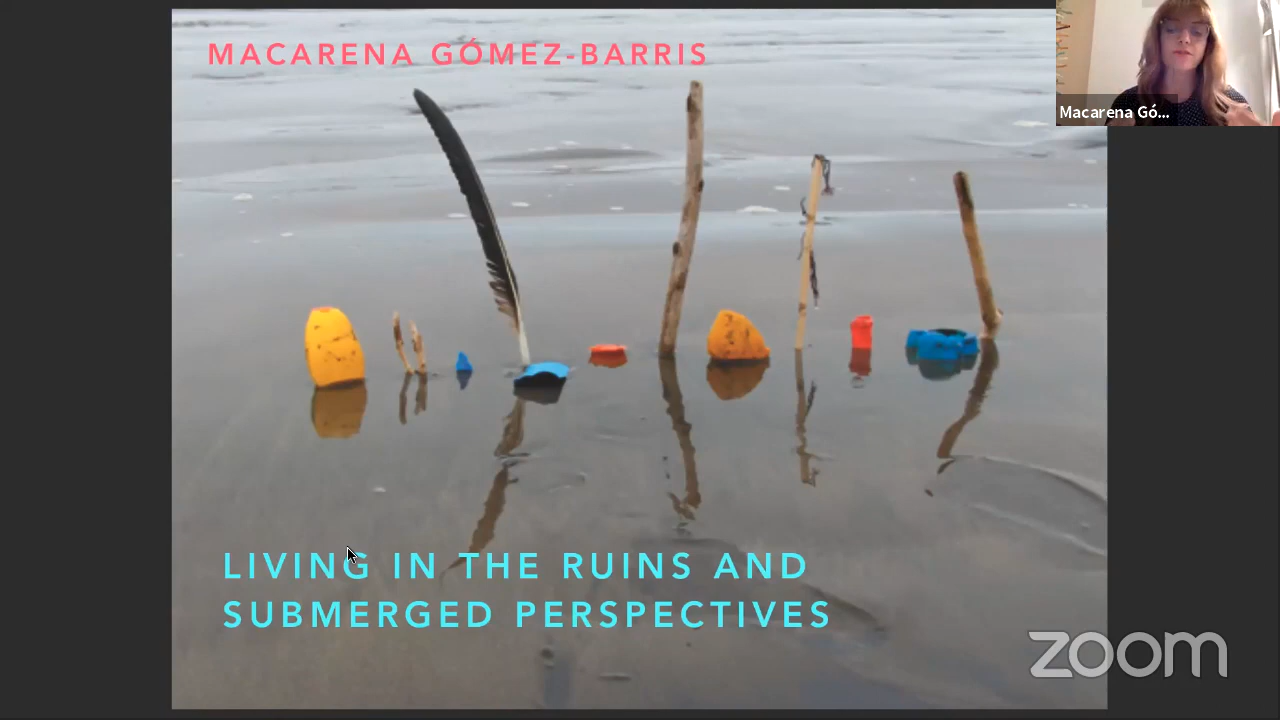 MACARENA GÓMEZ-BARRIS
Macarena Gó...
LIVING IN THE RUINS AND
SUBMERGED PERSPECTIVES
zoom